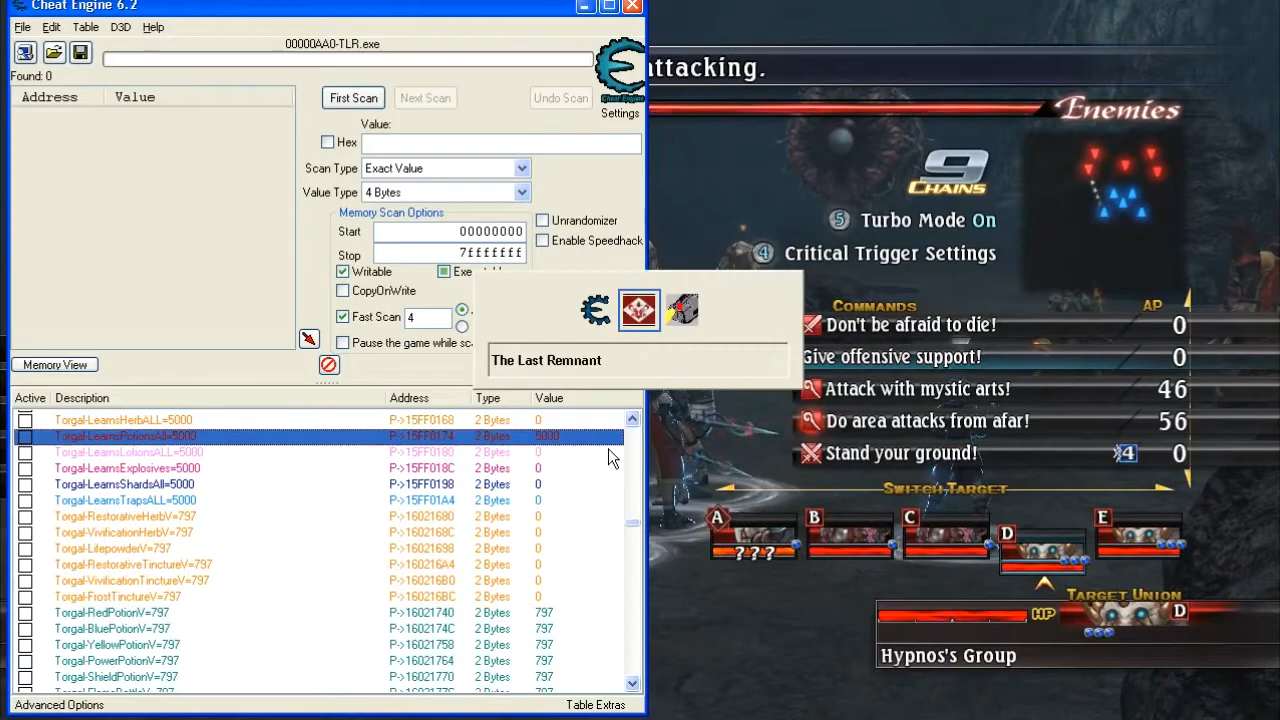 Cheat Engine 6.2
File Edit Table D3D Help
00000AA0-TLR.exe
Found: 0
Address Value
First Scan Next Scan Undo Scan
Cheat Engine
Settings
Value:
Hex
Scan Type Exact Value
Value Type 4 Bytes
Memory Scan Options
Start 00000000
Stop 7fffffff
Unrandomizer
Enable Speedhack
Writable
CopyOnWrite
Fast Scan 4
Pause the game while
Memory View
Active Description Address Type Value
Torgal-LearnsHerbALL=5000 P->15FF0168 2 Bytes 0
Torgal-LearnsPotionsAll=5000 P->15FF0174 2 Bytes 5000
Torgal-LearnsLotionsALL=5000 P->15FF0180 2 Bytes 0
Torgal-LearnsExplosives=5000 P->15FF018C 2 Bytes 0
Torgal-LearnsShardsAll=5000 P->15FF0198 2 Bytes 0
Torgal-LearnsTrapsALL=5000 P->15FF01A4 2 Bytes 0
Torgal-RestorativeHerbV=797 P->16021680 2 Bytes 0
Torgal-VivificationHerbV=797 P->1602168C 2 Bytes 0
Torgal-LifepowderV=797 P->16021698 2 Bytes 0
Torgal-RestorativeTinctureV=797 P->160216A4 2 Bytes 0
Torgal-VivificationTinctureV=797 P->160216B0 2 Bytes 0
Torgal-FrostTinctureV=797 P->160216BC 2 Bytes 0
Torgal-RedPotionV=797 P->16021740 2 Bytes 797
Torgal-BluePotionV=797 P->1602174C 2 Bytes 797
Torgal-YellowPotionV=797 P->16021758 2 Bytes 797
Torgal-PowerPotionV=797 P->16021764 2 Bytes 797
Torgal-ShieldPotionV=797 P->16021770 2 Bytes 797
Advanced Options Table Extras
The Last Remnant
attacking.
Enemies
9
CHAINS
5 Turbo Mode On
4 Critical Trigger Settings
Commands AP
Don't be afraid to die! 0
Give offensive support! 0
Attack with mystic arts! 46
Do area attacks from afar! 56
Stand your ground! x4 0
Switch Target
A B C D E
???
Target Union
HP D
Hypnos's Group